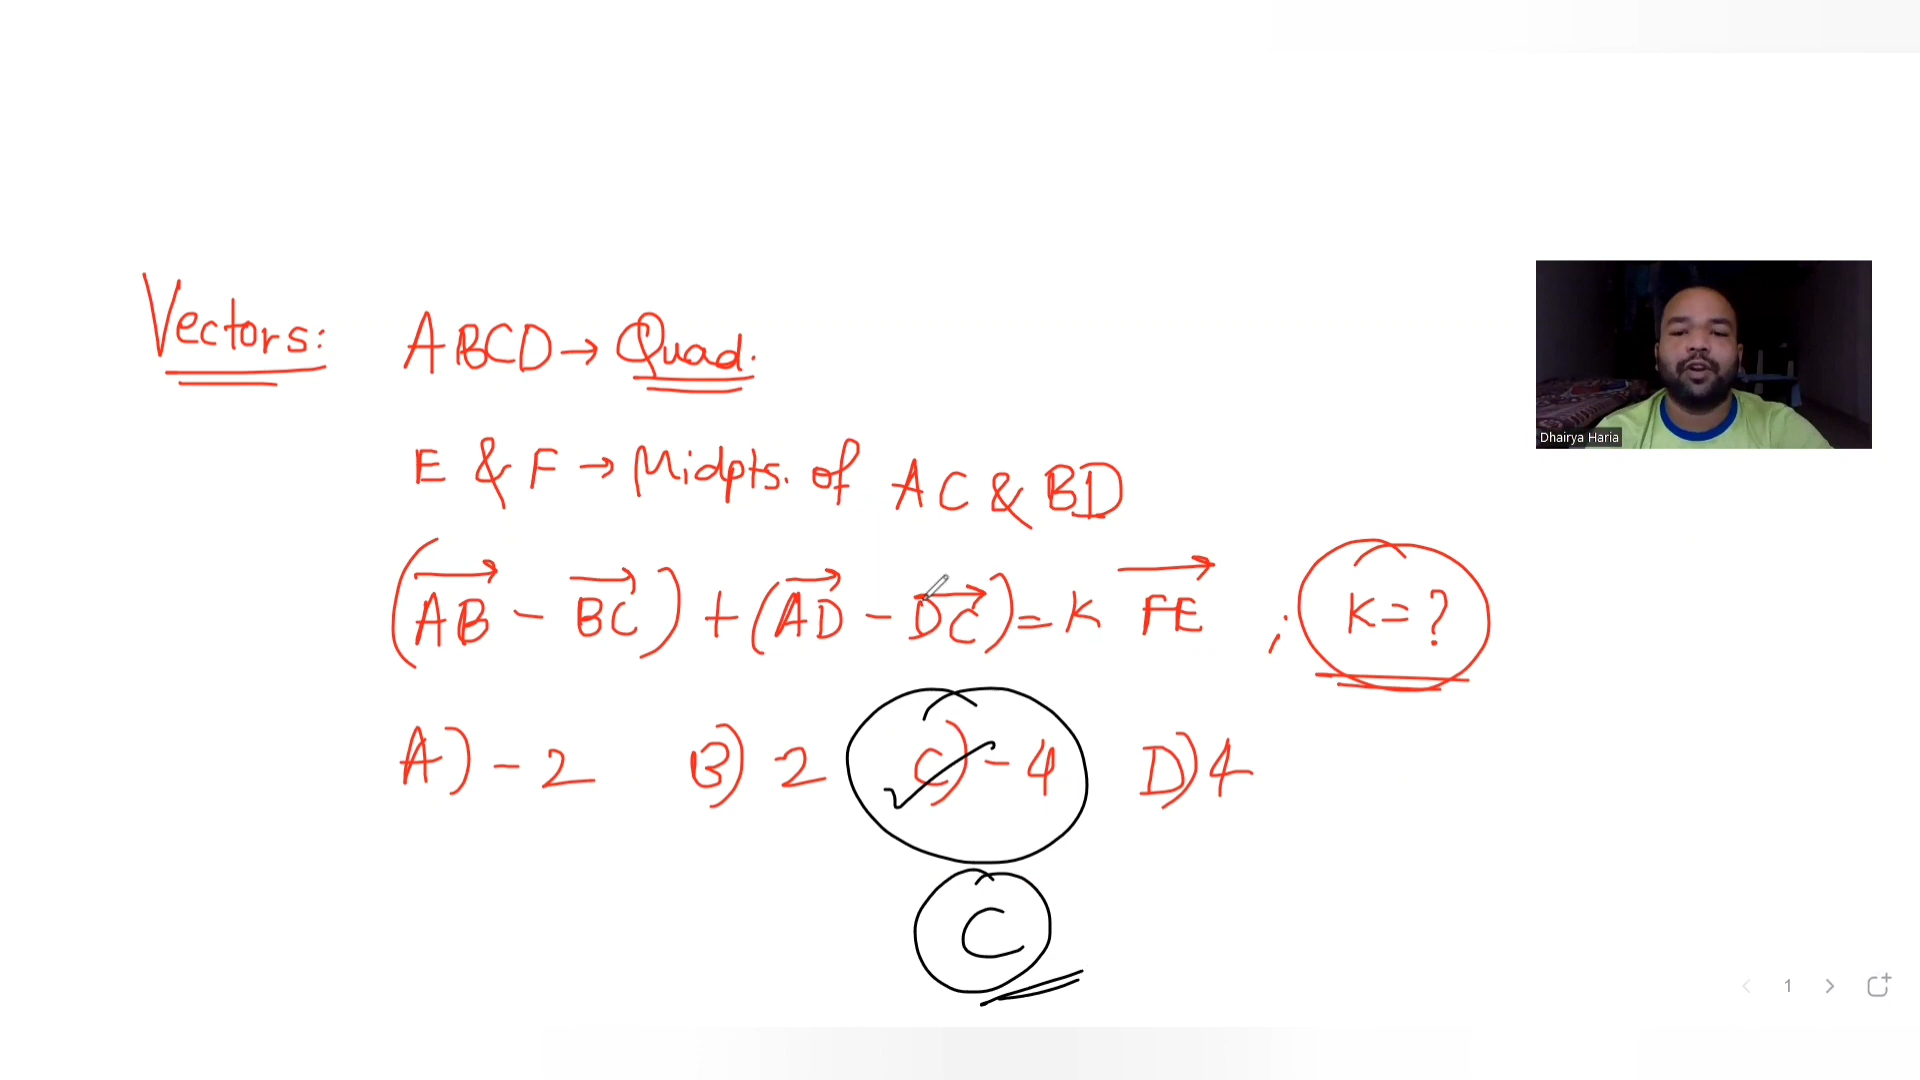 Vectors: ABCD → Quad.
Dhairya Haria
E & F → Midpts. of AC & BD
(AB - BC) + (AD - DC) = K FE ; K = ?
A) -2 B) 2 C) -4 D) 4
C
1